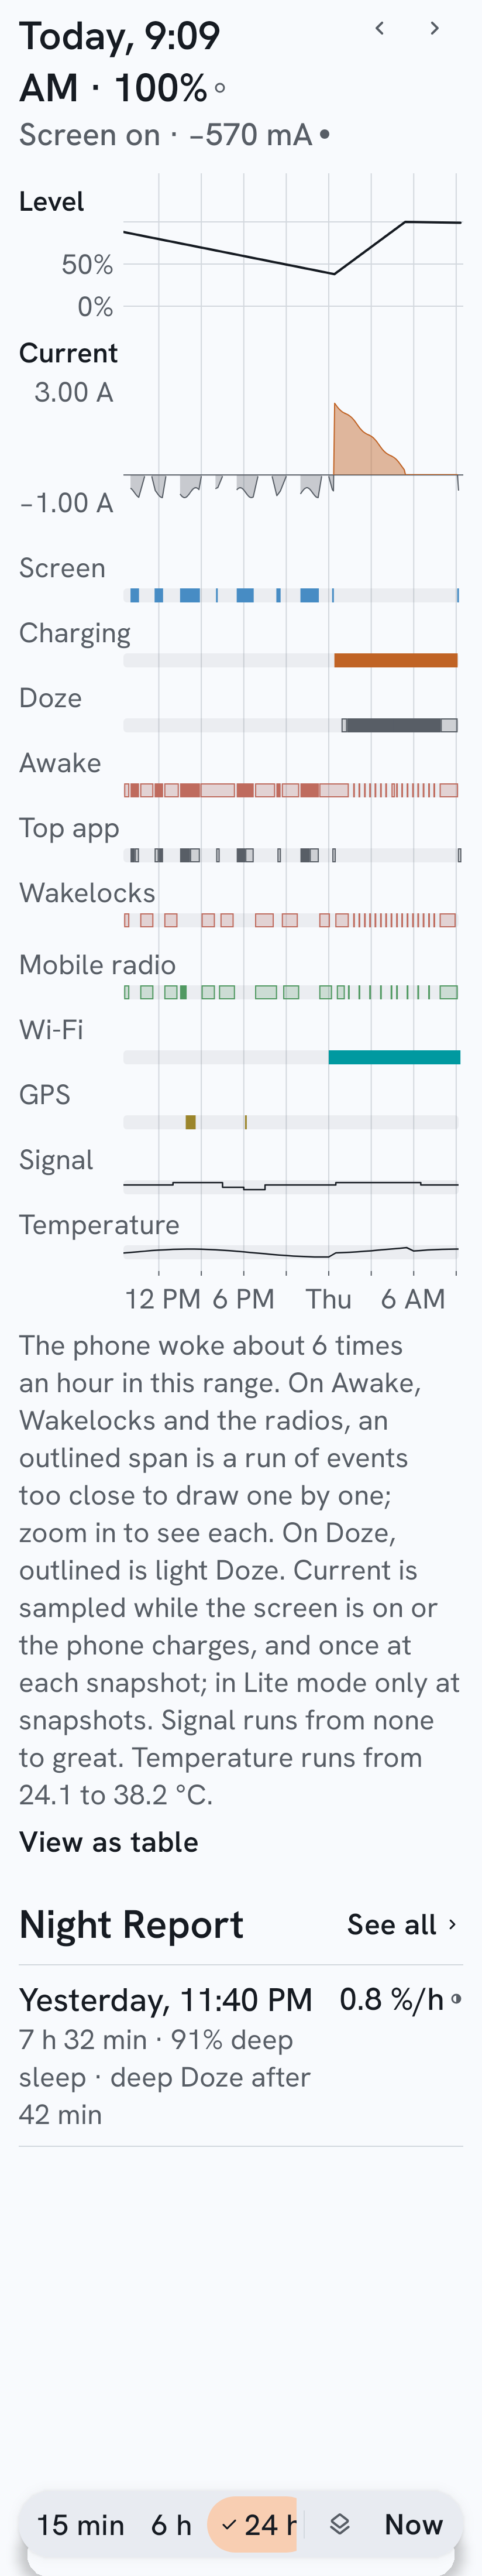 Today, 9:09
AM · 100%
Screen on · −570 mA
Level
50%
0%
Current
3.00 A
−1.00 A
Screen
Charging
Doze
Awake
Top app
Wakelocks
Mobile radio
Wi-Fi
GPS
Signal
Temperature
12 PM 6 PM Thu 6 AM
The phone woke about 6 times
an hour in this range. On Awake,
Wakelocks and the radios, an
outlined span is a run of events
too close to draw one by one;
zoom in to see each. On Doze,
outlined is light Doze. Current is
sampled while the screen is on or
the phone charges, and once at
each snapshot; in Lite mode only at
snapshots. Signal runs from none
to great. Temperature runs from
24.1 to 38.2 °C.
View as table
Night Report See all
Yesterday, 11:40 PM 0.8 %/h
7 h 32 min · 91% deep
sleep · deep Doze after
42 min
15 min 6 h 24 h Now